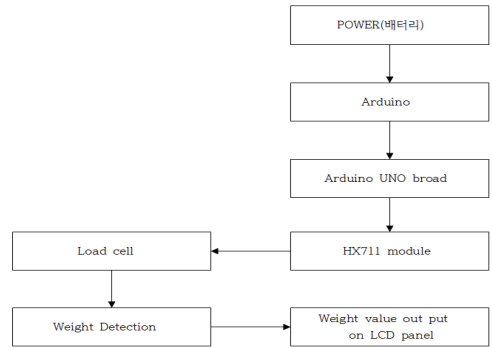 POWER(배터리)
Arduino
Arduino UNO broad
HX711 module
Load cell
Weight Detection
Weight value out put
on LCD panel